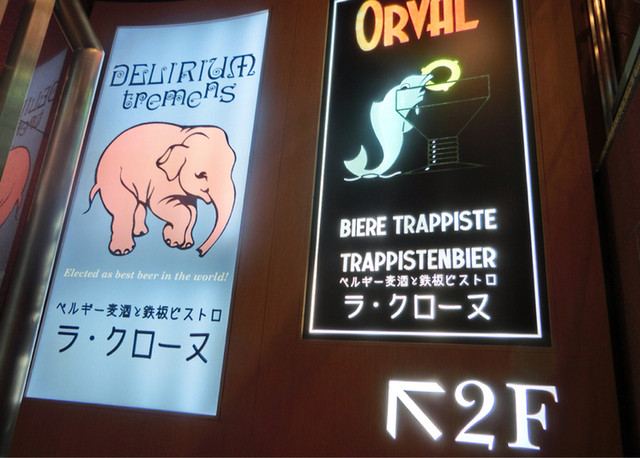 DELIRIUM
tremens
Elected as best beer in the world!
ベルギー麦酒と鉄板ビストロ
ラ・クローヌ
ORVAL
BIERE TRAPPISTE
TRAPPISTENBIER
ベルギー麦酒と鉄板ビストロ
ラ・クローヌ
↖2F